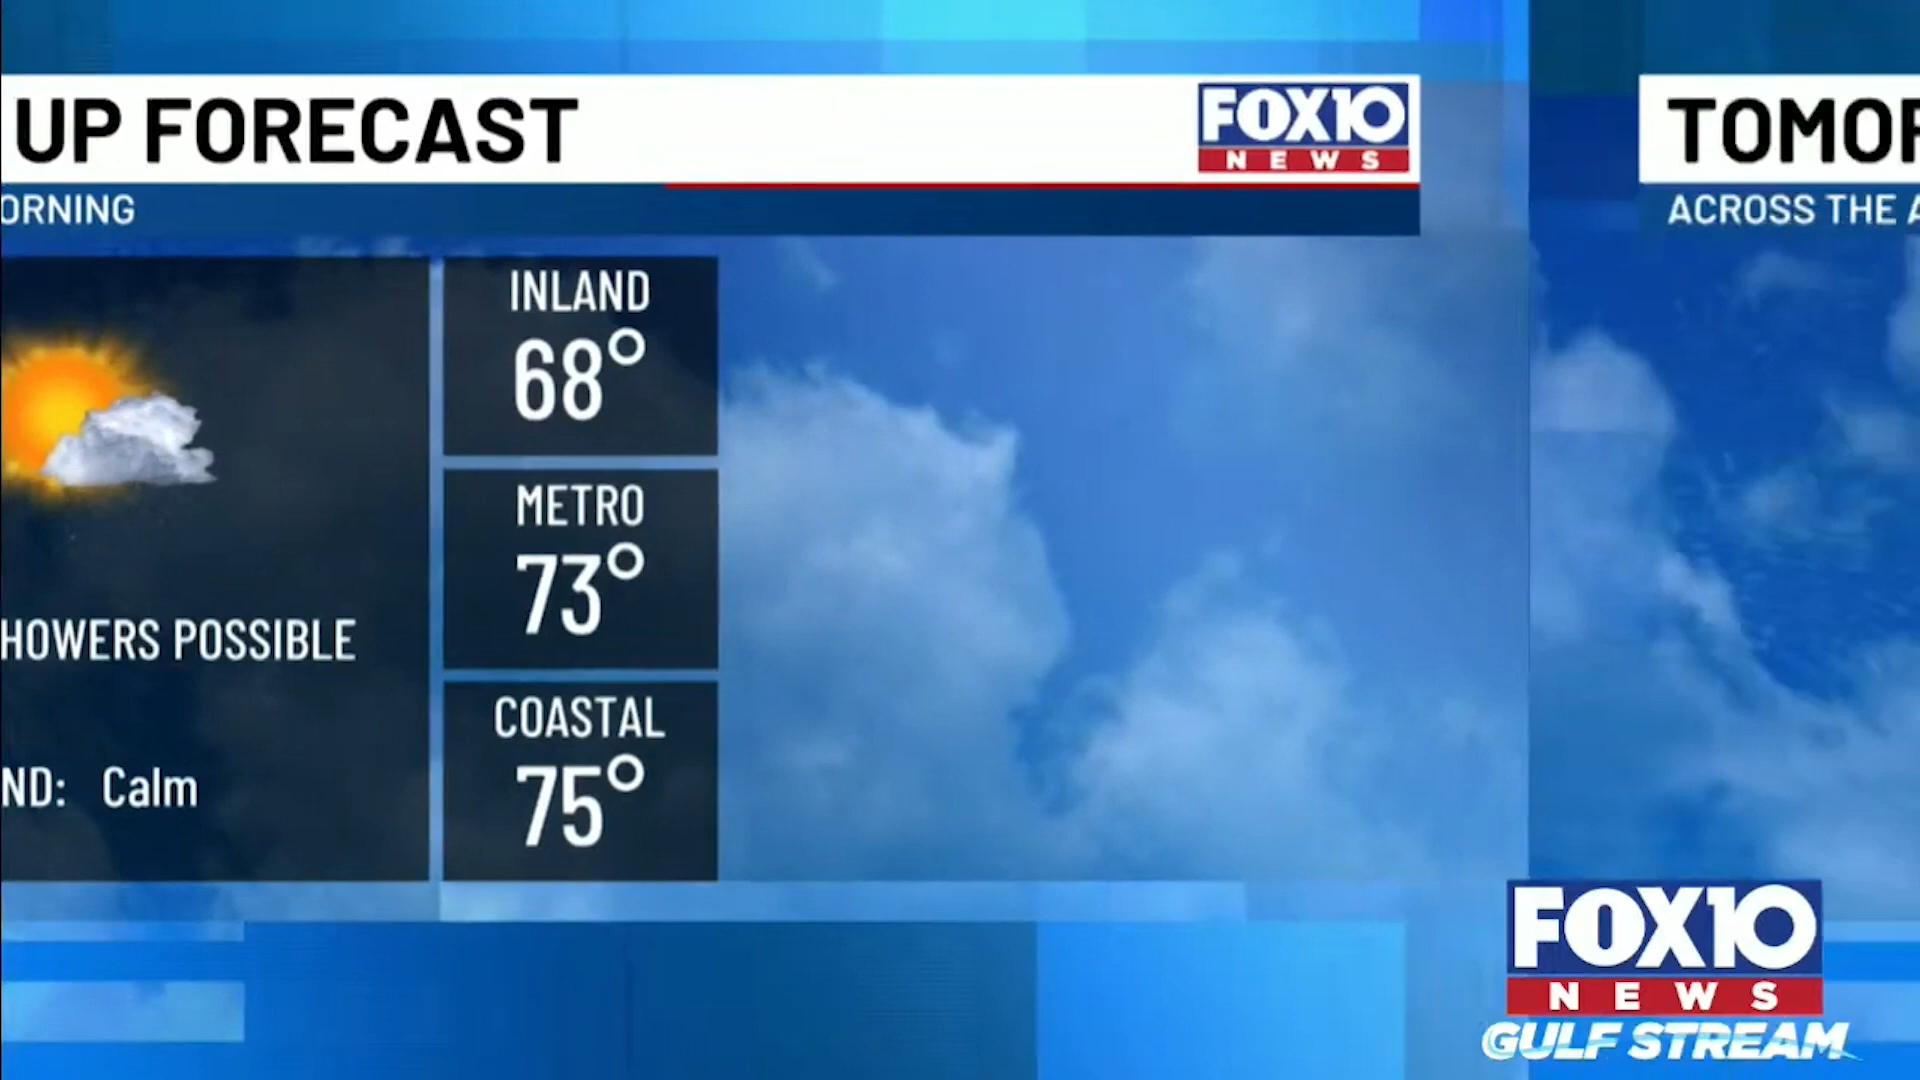 UP FORECAST
FOX10
NEWS
TOMOR
ORNING
ACROSS THE A
INLAND
68°
METRO
73°
HOWERS POSSIBLE
COASTAL
75°
ND: Calm
FOX10
NEWS
GULF STREAM